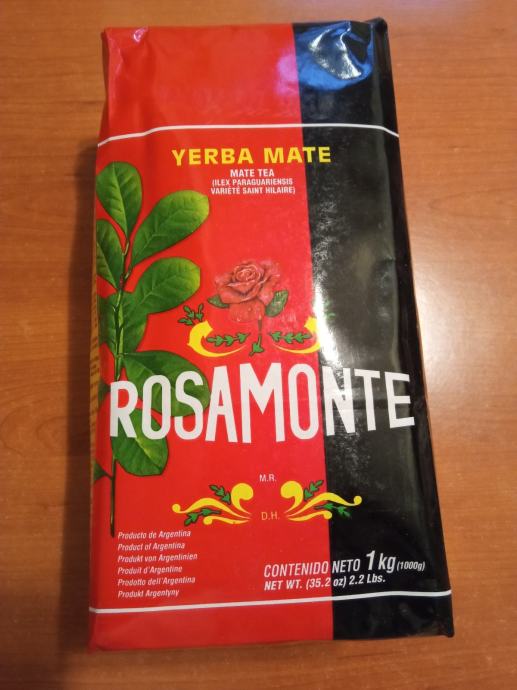 YERBA MATE
MATE TEA
(ILEX PARAGUARIENSIS
VARIÉTÉ SAINT HILAIRE)
ROSAMONTE
M.R.
D.H.
Producto de Argentina
Product of Argentina
Produkt von Argentinien
Produit d'Argentine
Prodotto dell'Argentina
Produkt Argentyny
CONTENIDO NETO 1 kg (1000g)
NET WT. (35.2 oz) 2.2 Lbs.